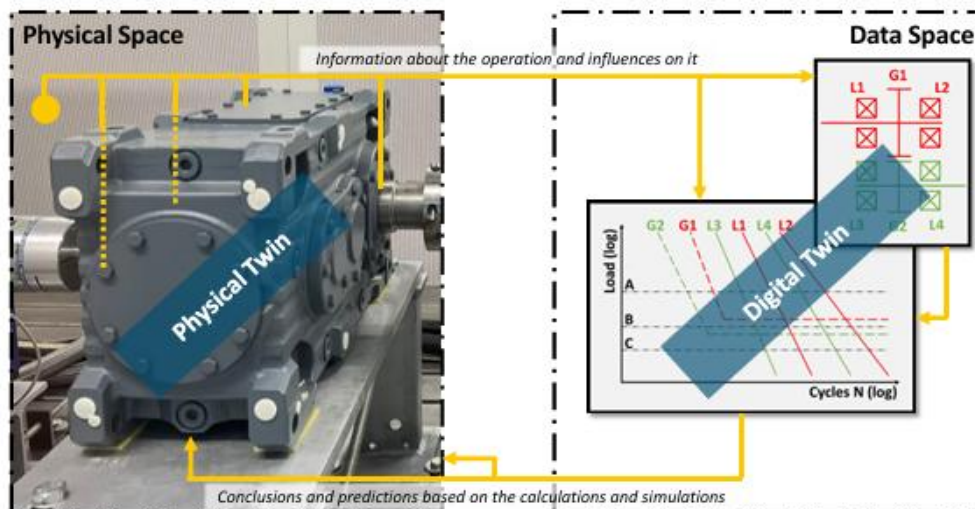 Physical Space
Data Space
Information about the operation and influences on it
G1
L1 L2
L3 G2 L4
G2 G1 L3 L1 L4 L2
Load (log)
A
B
C
Cycles N (log)
Physical Twin
Digital Twin
Conclusions and predictions based on the calculations and simulations